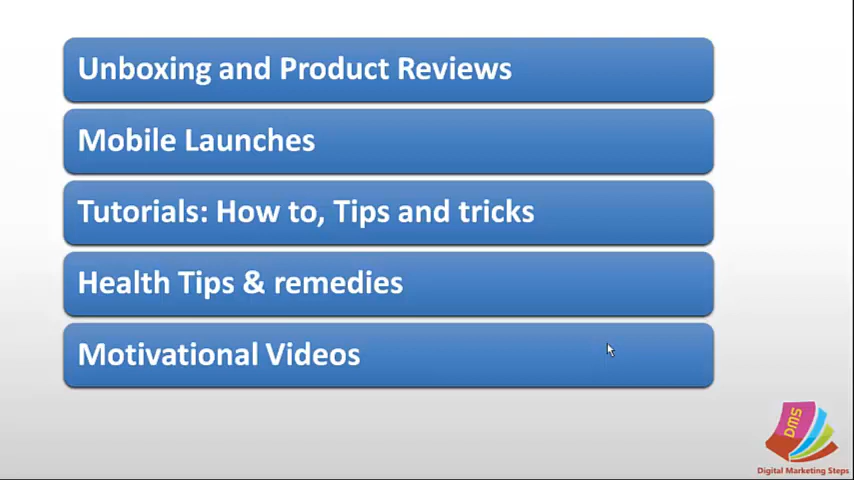 Unboxing and Product Reviews
Mobile Launches
Tutorials: How to, Tips and tricks
Health Tips & remedies
Motivational Videos
DMS
Digital Marketing Steps